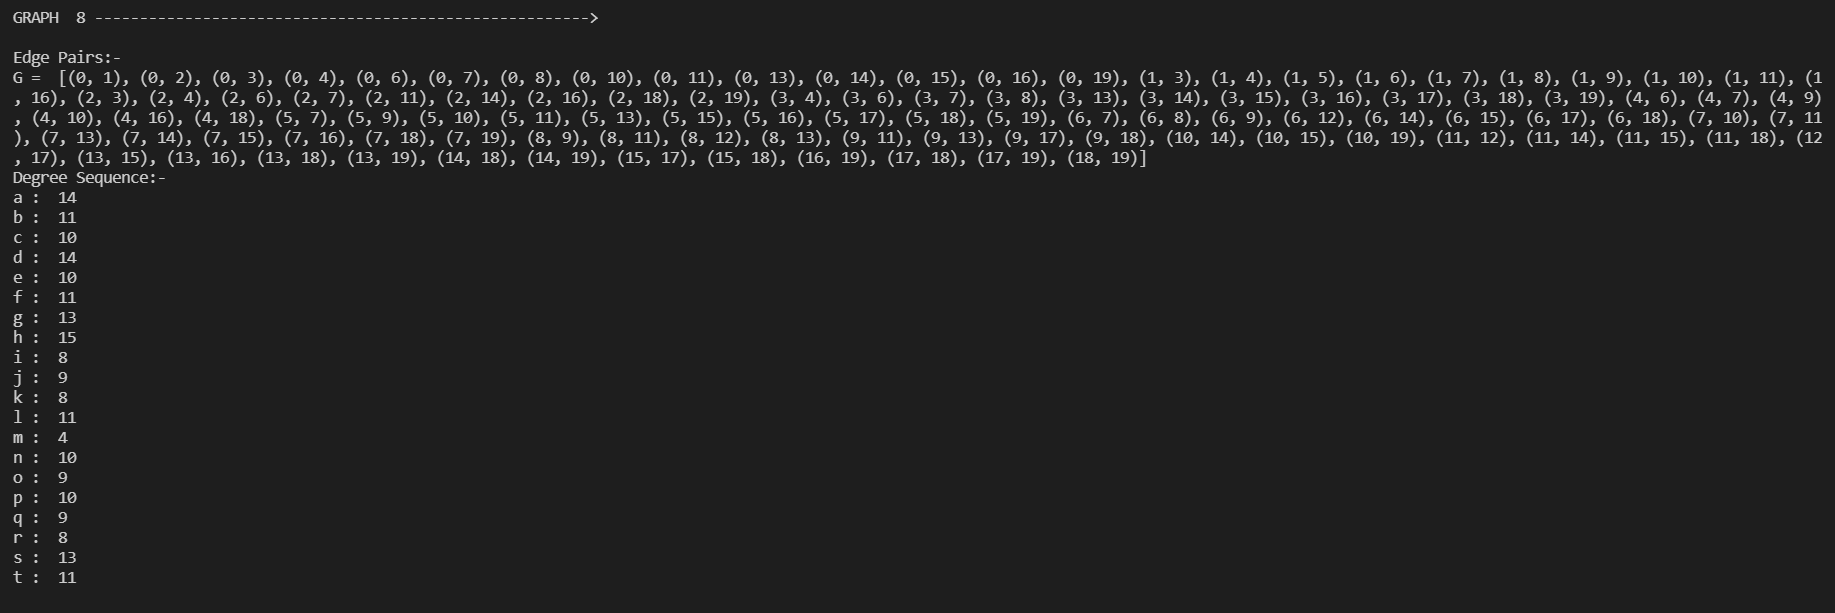 GRAPH  8 ------------------------------------------------------->
Edge Pairs:-
G =  [(0, 1), (0, 2), (0, 3), (0, 4), (0, 6), (0, 7), (0, 8), (0, 10), (0, 11), (0, 13), (0, 14), (0, 15), (0, 16), (0, 19), (1, 3), (1, 4), (1, 5), (1, 6), (1, 7), (1, 8), (1, 9), (1, 10), (1, 11), (1
, 16), (2, 3), (2, 4), (2, 6), (2, 7), (2, 11), (2, 14), (2, 16), (2, 18), (2, 19), (3, 4), (3, 6), (3, 7), (3, 8), (3, 13), (3, 14), (3, 15), (3, 16), (3, 17), (3, 18), (3, 19), (4, 6), (4, 7), (4, 9)
, (4, 10), (4, 16), (4, 18), (5, 7), (5, 9), (5, 10), (5, 11), (5, 13), (5, 15), (5, 16), (5, 17), (5, 18), (5, 19), (6, 7), (6, 8), (6, 9), (6, 12), (6, 14), (6, 15), (6, 17), (6, 18), (7, 10), (7, 11
), (7, 13), (7, 14), (7, 15), (7, 16), (7, 18), (7, 19), (8, 9), (8, 11), (8, 12), (8, 13), (9, 11), (9, 13), (9, 17), (9, 18), (10, 14), (10, 15), (10, 19), (11, 12), (11, 14), (11, 15), (11, 18), (12
, 17), (13, 15), (13, 16), (13, 18), (13, 19), (14, 18), (14, 19), (15, 17), (15, 18), (16, 19), (17, 18), (17, 19), (18, 19)]
Degree Sequence:-
a :  14
b :  11
c :  10
d :  14
e :  10
f :  11
g :  13
h :  15
i :  8
j :  9
k :  8
l :  11
m :  4
n :  10
o :  9
p :  10
q :  9
r :  8
s :  13
t :  11